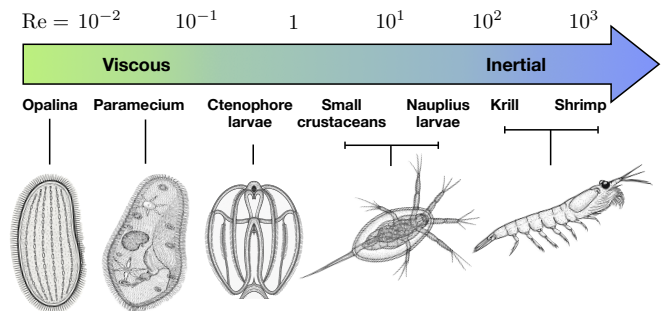 Re = 10⁻² 10⁻¹ 1 10¹ 10² 10³
Viscous Inertial
Opalina Paramecium Ctenophore Small Nauplius Krill Shrimp
larvae crustaceans larvae